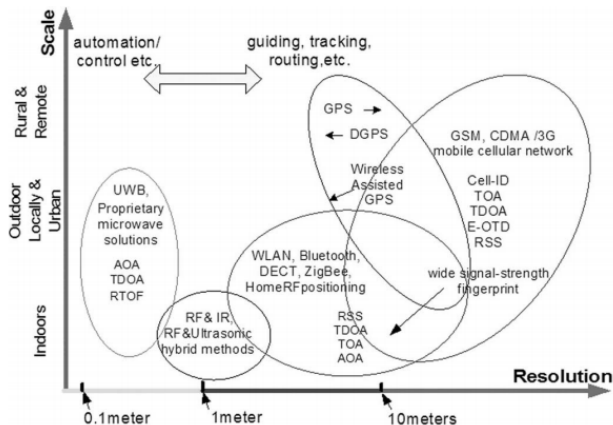 Scale
Rural &
Remote
Outdoor
Locally &
Urban
Indoors
automation/
control etc.
guiding, tracking,
routing,etc.
GPS
DGPS
Wireless
Assisted
GPS
GSM, CDMA /3G
mobile cellular network
Cell-ID
TOA
TDOA
E-OTD
RSS
UWB,
Proprietary
microwave
solutions
AOA
TDOA
RTOF
WLAN, Bluetooth,
DECT, ZigBee,
HomeRFpositioning
RSS
TDOA
TOA
AOA
wide signal-strength
fingerprint
RF& IR,
RF&Ultrasonic
hybrid methods
Resolution
0.1meter
1meter
10meters